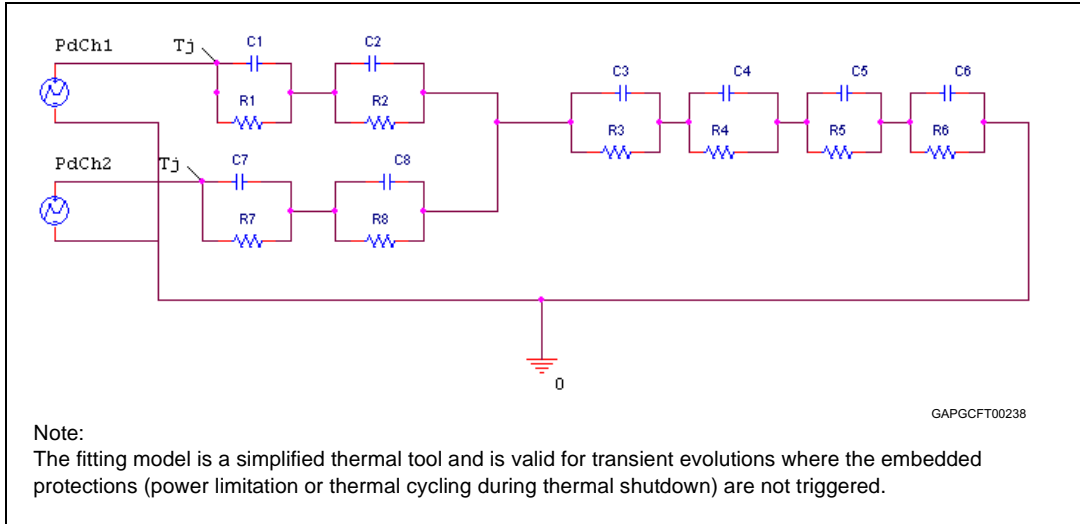 PdCh1
Tj
C1
C2
R1
R2
C3
C4
C5
C6
R3
R4
R5
R6
PdCh2
Tj
C7
C8
R7
R8
0
GAPGCFT00238
Note:
The fitting model is a simplified thermal tool and is valid for transient evolutions where the embedded
protections (power limitation or thermal cycling during thermal shutdown) are not triggered.